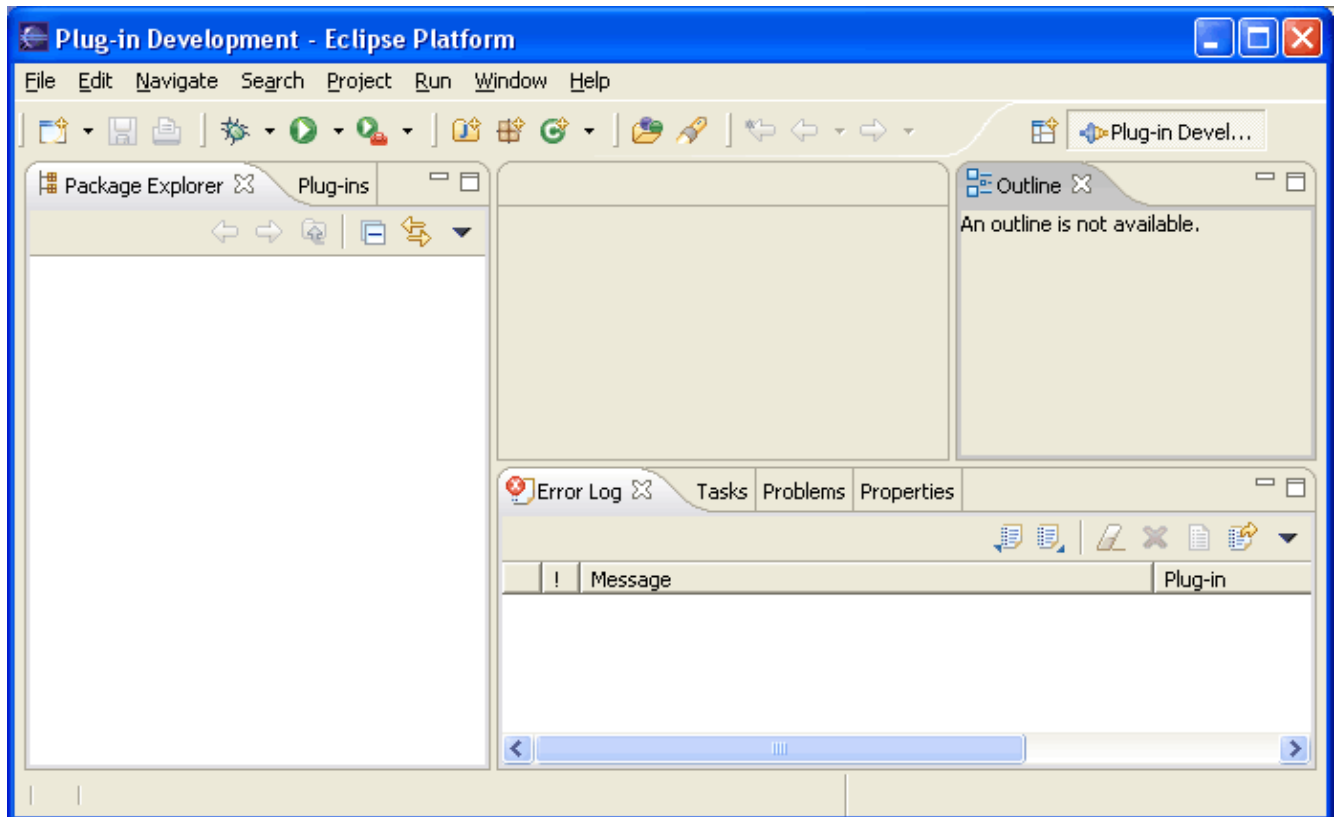 Plug-in Development - Eclipse Platform
File Edit Navigate Search Project Run Window Help
Plug-in Devel...
Package Explorer Plug-ins
Outline
An outline is not available.
Error Log Tasks Problems Properties
! Message Plug-in